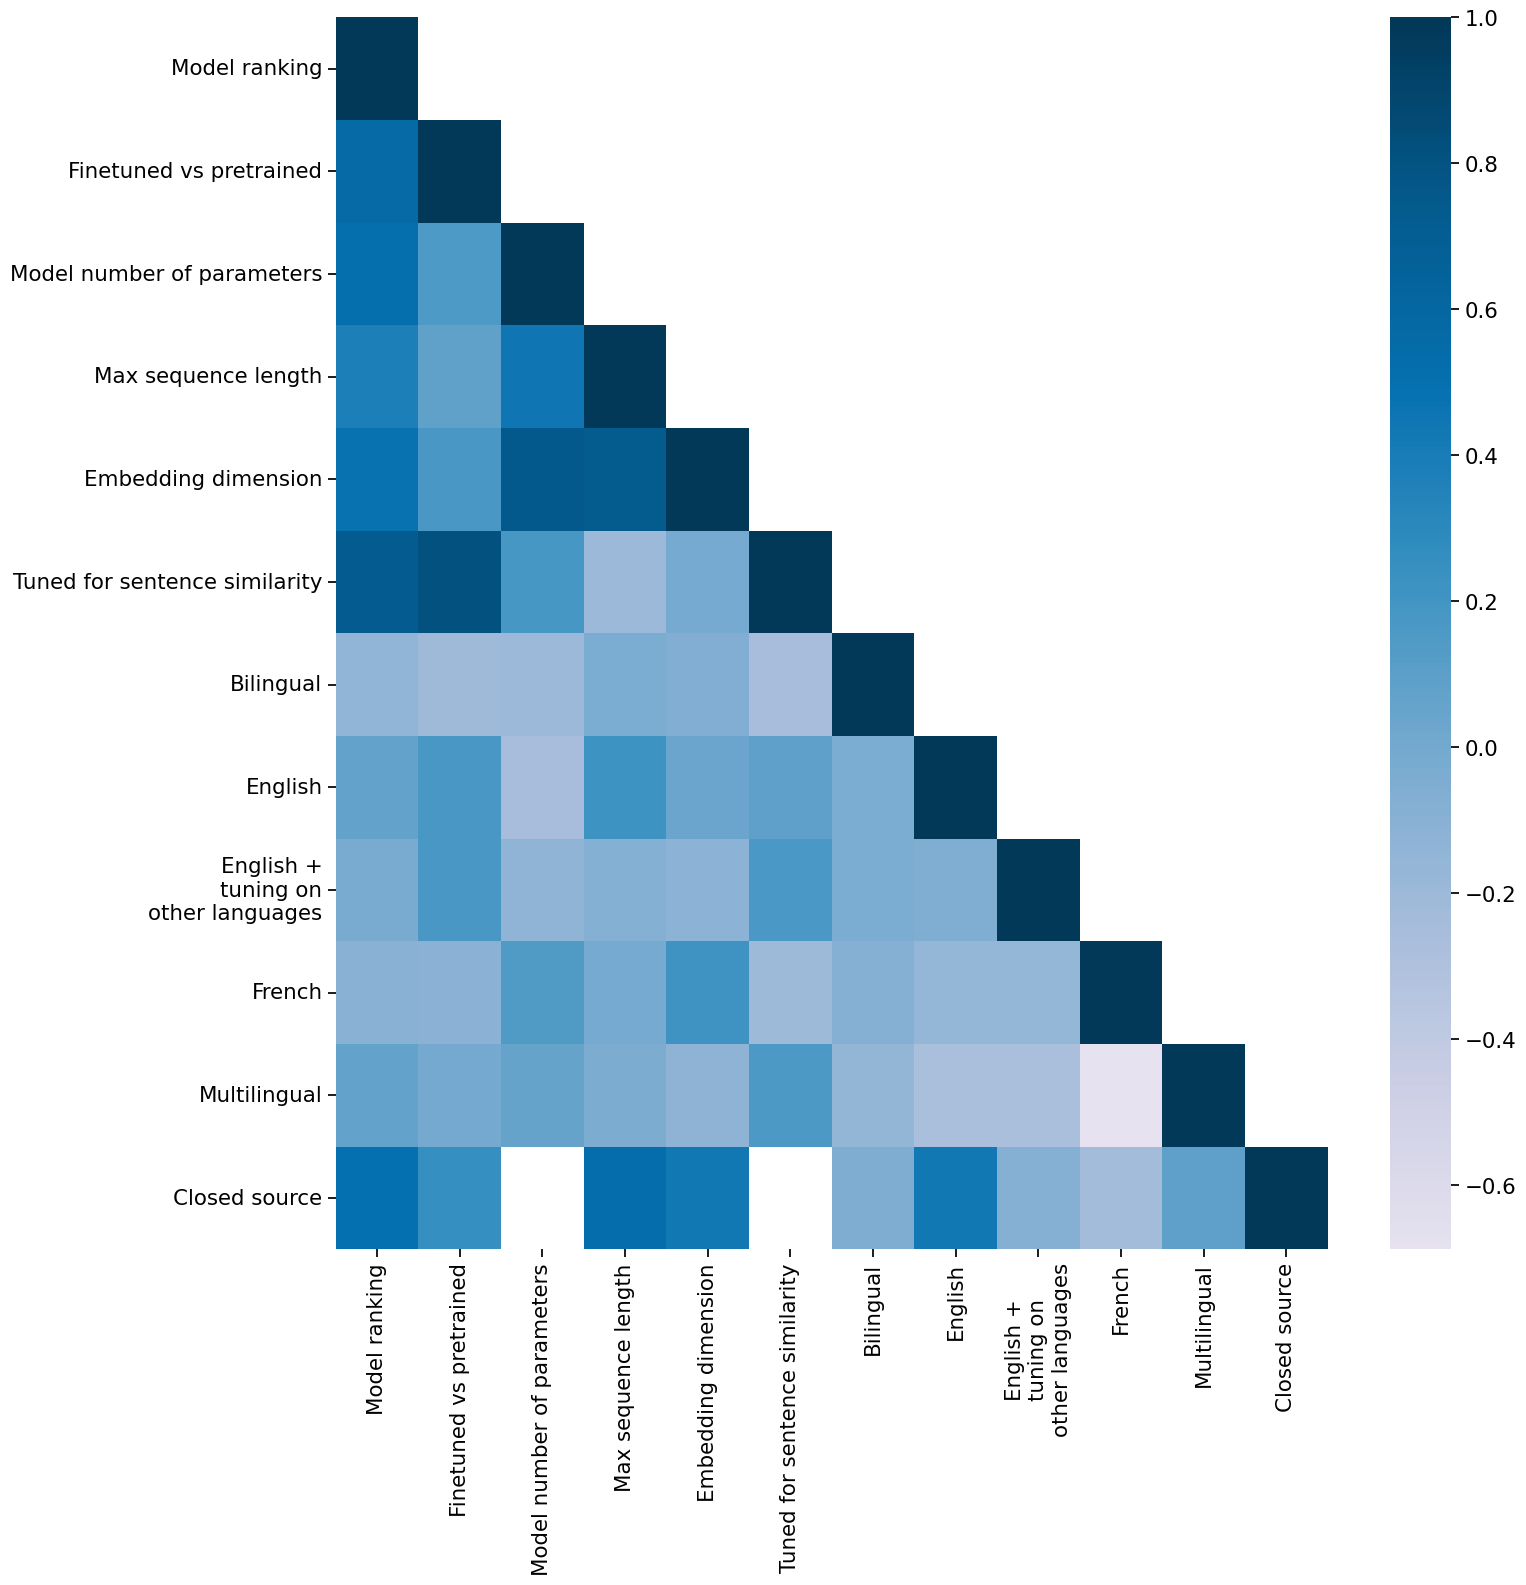 Model ranking
Finetuned vs pretrained
Model number of parameters
Max sequence length
Embedding dimension
Tuned for sentence similarity
Bilingual
English
English +
tuning on
other languages
French
Multilingual
Closed source
Model ranking
Finetuned vs pretrained
Model number of parameters
Max sequence length
Embedding dimension
Tuned for sentence similarity
Bilingual
English
English +
tuning on
other languages
French
Multilingual
Closed source
1.0
0.8
0.6
0.4
0.2
0.0
−0.2
−0.4
−0.6